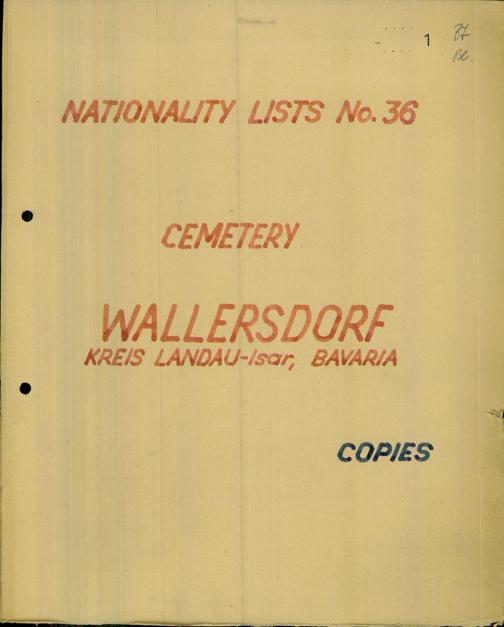 1
NATIONALITY LISTS No. 36
CEMETERY
WALLERSDORF
KREIS LANDAU-Isar, BAVARIA
COPIES